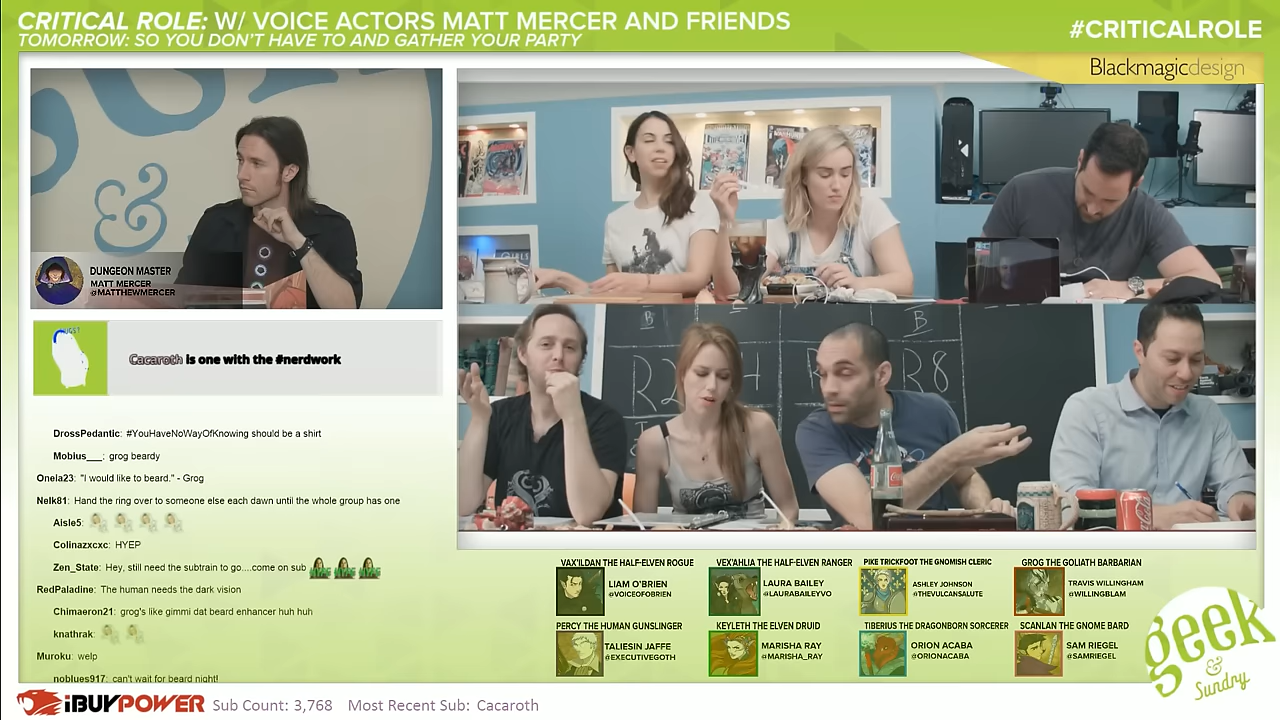 CRITICAL ROLE: W/ VOICE ACTORS MATT MERCER AND FRIENDS
TOMORROW: SO YOU DON'T HAVE TO AND GATHER YOUR PARTY
#CRITICALROLE
Blackmagicdesign
DUNGEON MASTER
MATT MERCER
@MATTHEWMERCER
Cacaroth is one with the #nerdwork
DrossPedantic: #YouHaveNoWayOfKnowing should be a shirt
Mobius___: grog beardy
Oneia23: "I would like to beard." - Grog
Nelk81: Hand the ring over to someone else each dawn until the whole group has one
Aisle5:
Colinazxcxc: HYEP
Zen_State: Hey, still need the subtrain to go....come on sub
RedPaladine: The human needs the dark vision
Chimaeron21: grog's like gimmi dat beard enhancer huh huh
knathrak:
Muroku: welp
noblues917: can't wait for beard night!
B
B
R2
H
R8
VAX'ILDAN THE HALF-ELVEN ROGUE
LIAM O'BRIEN
@VOICEOFOBRIEN
VEX'AHLIA THE HALF-ELVEN RANGER
LAURA BAILEY
@LAURABAILEYVO
PIKE TRICKFOOT THE GNOMISH CLERIC
ASHLEY JOHNSON
@THEVULCANSALUTE
GROG THE GOLIATH BARBARIAN
TRAVIS WILLINGHAM
@WILLINGBLAM
PERCY THE HUMAN GUNSLINGER
TALIESIN JAFFE
@EXECUTIVEGOTH
KEYLETH THE ELVEN DRUID
MARISHA RAY
@MARISHA_RAY
TIBERIUS THE DRAGONBORN SORCERER
ORION ACABA
@ORIONACABA
SCANLAN THE GNOME BARD
SAM RIEGEL
@SAMRIEGEL
geek
&
Sundry
iBUYPOWER
Sub Count: 3,768 Most Recent Sub: Cacaroth